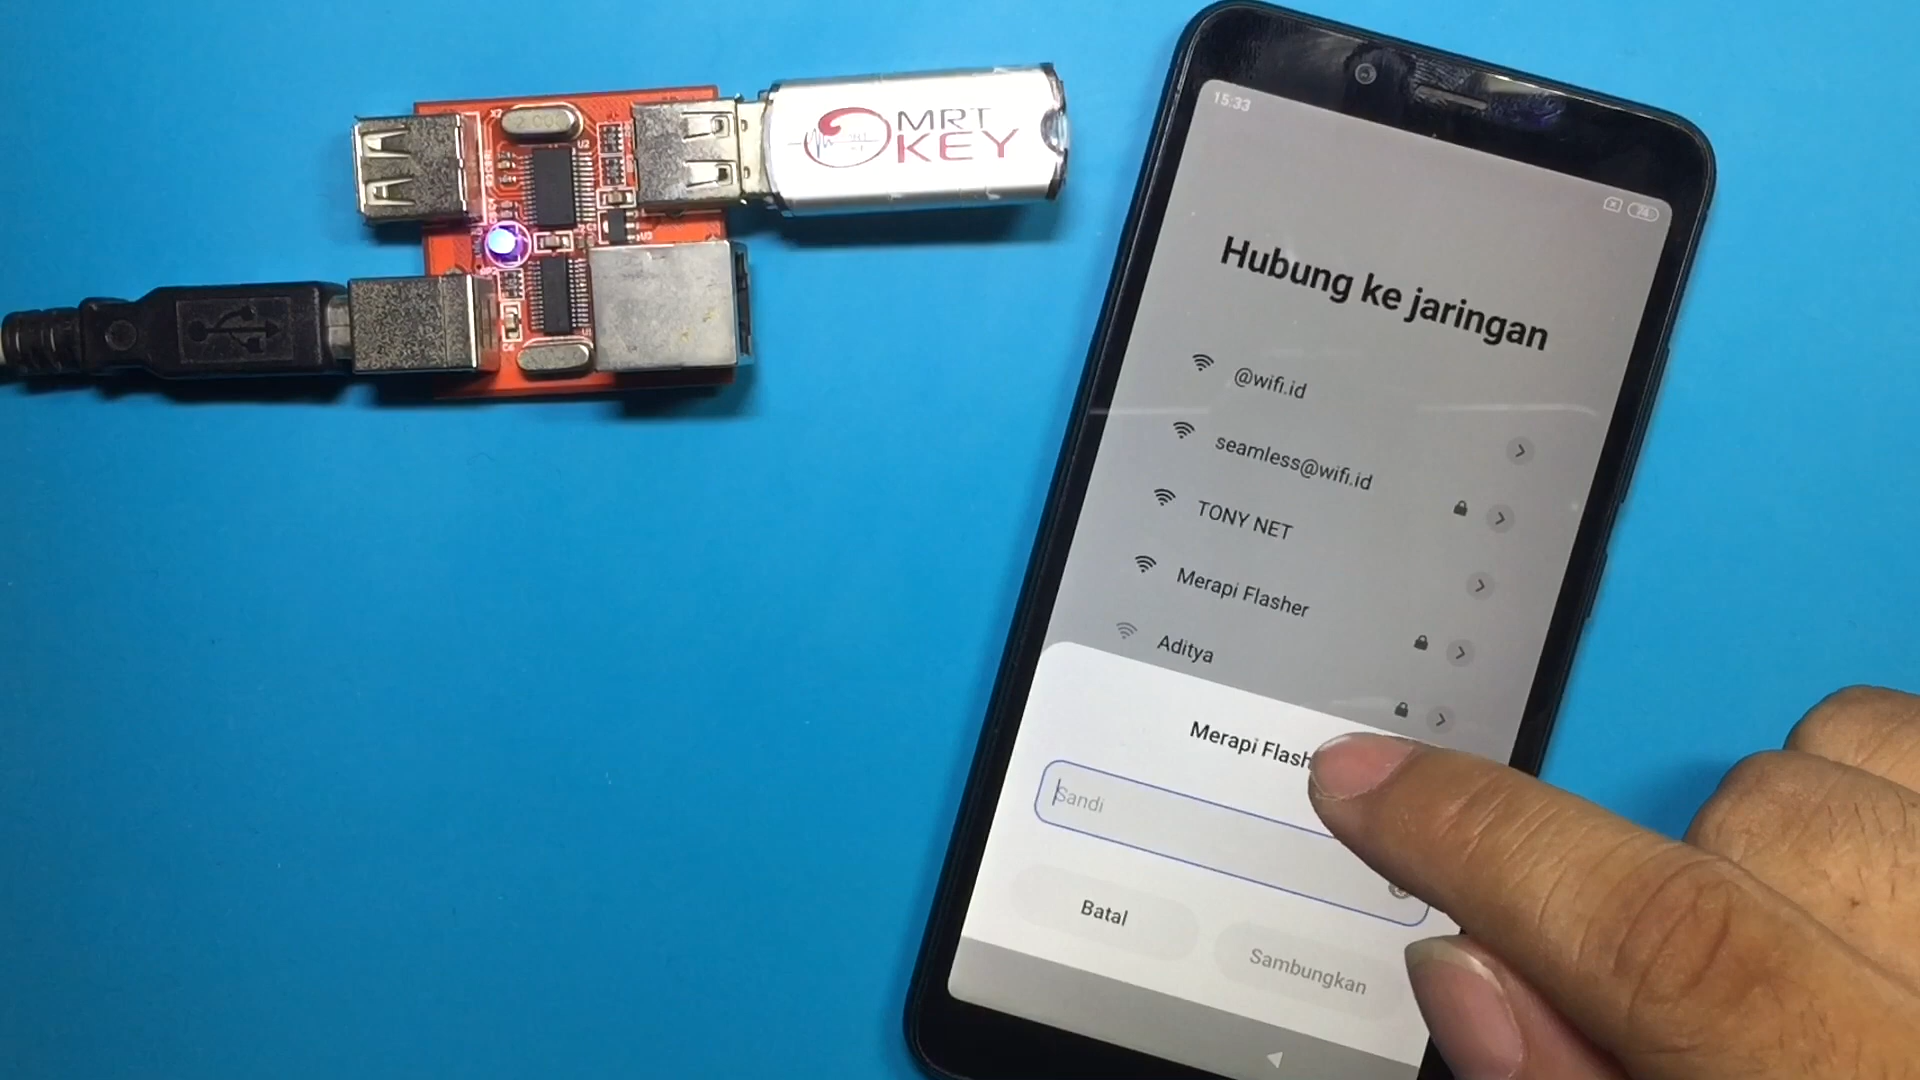 MRT
KEY
15:33
24
Hubung ke jaringan
@wifi.id
seamless@wifi.id
TONY NET
Merapi Flasher
Aditya
Merapi Flash
Sandi
Batal
Sambungkan